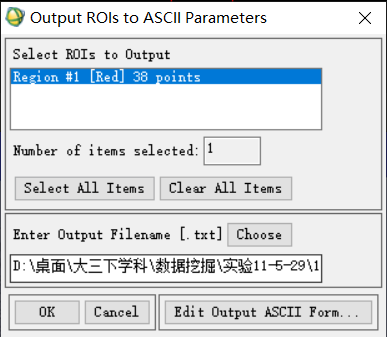 Output ROIs to ASCII Parameters
Select ROIs to Output
Region #1 [Red] 38 points
Number of items selected: 1
Select All Items Clear All Items
Enter Output Filename [.txt] Choose
D:\桌面\大三下学科\数据挖掘\实验11-5-29\1
OK Cancel Edit Output ASCII Form...